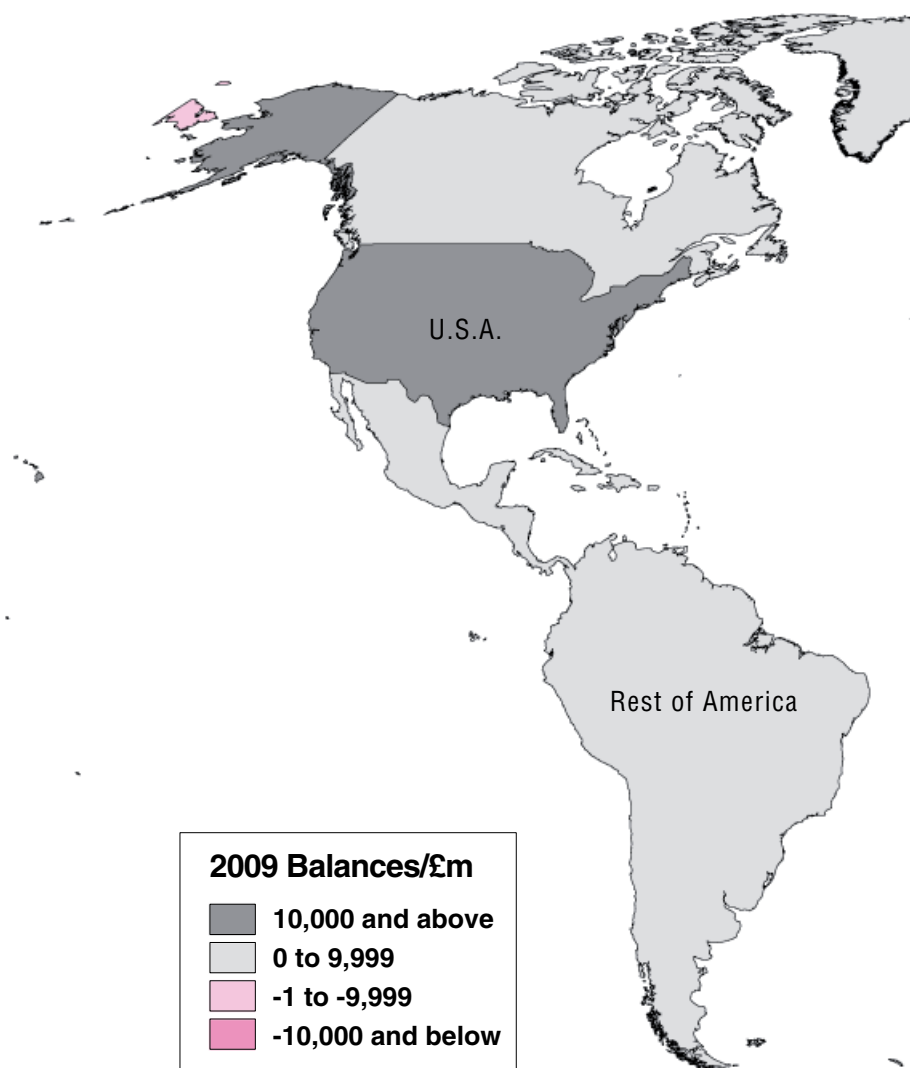 U.S.A.
Rest of America
2009 Balances/£m
10,000 and above
0 to 9,999
-1 to -9,999
-10,000 and below